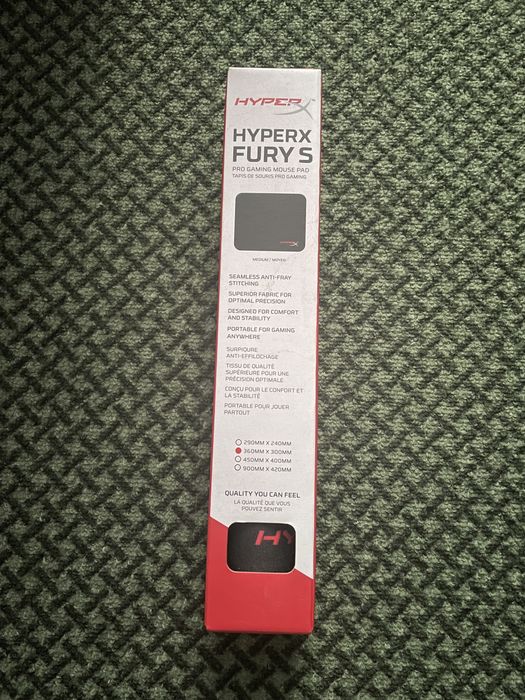 HYPERX
HYPERX
FURY S
PRO GAMING MOUSE PAD
TAPIS DE SOURIS PRO GAMING
HYPERX
MEDIUM / MOYEN
SEAMLESS ANTI-FRAY
STITCHING
SUPERIOR FABRIC FOR
OPTIMAL PRECISION
DESIGNED FOR COMFORT
AND STABILITY
PORTABLE FOR GAMING
ANYWHERE
SURPIQURE
ANTI-EFFILOCHAGE
TISSU DE QUALITÉ
SUPÉRIEURE POUR UNE
PRÉCISION OPTIMALE
CONÇU POUR LE CONFORT ET
LA STABILITÉ
PORTABLE POUR JOUER
PARTOUT
290MM X 240MM
360MM X 300MM
450MM X 400MM
900MM X 420MM
QUALITY YOU CAN FEEL
LA QUALITÉ QUE VOUS
POUVEZ SENTIR
HY